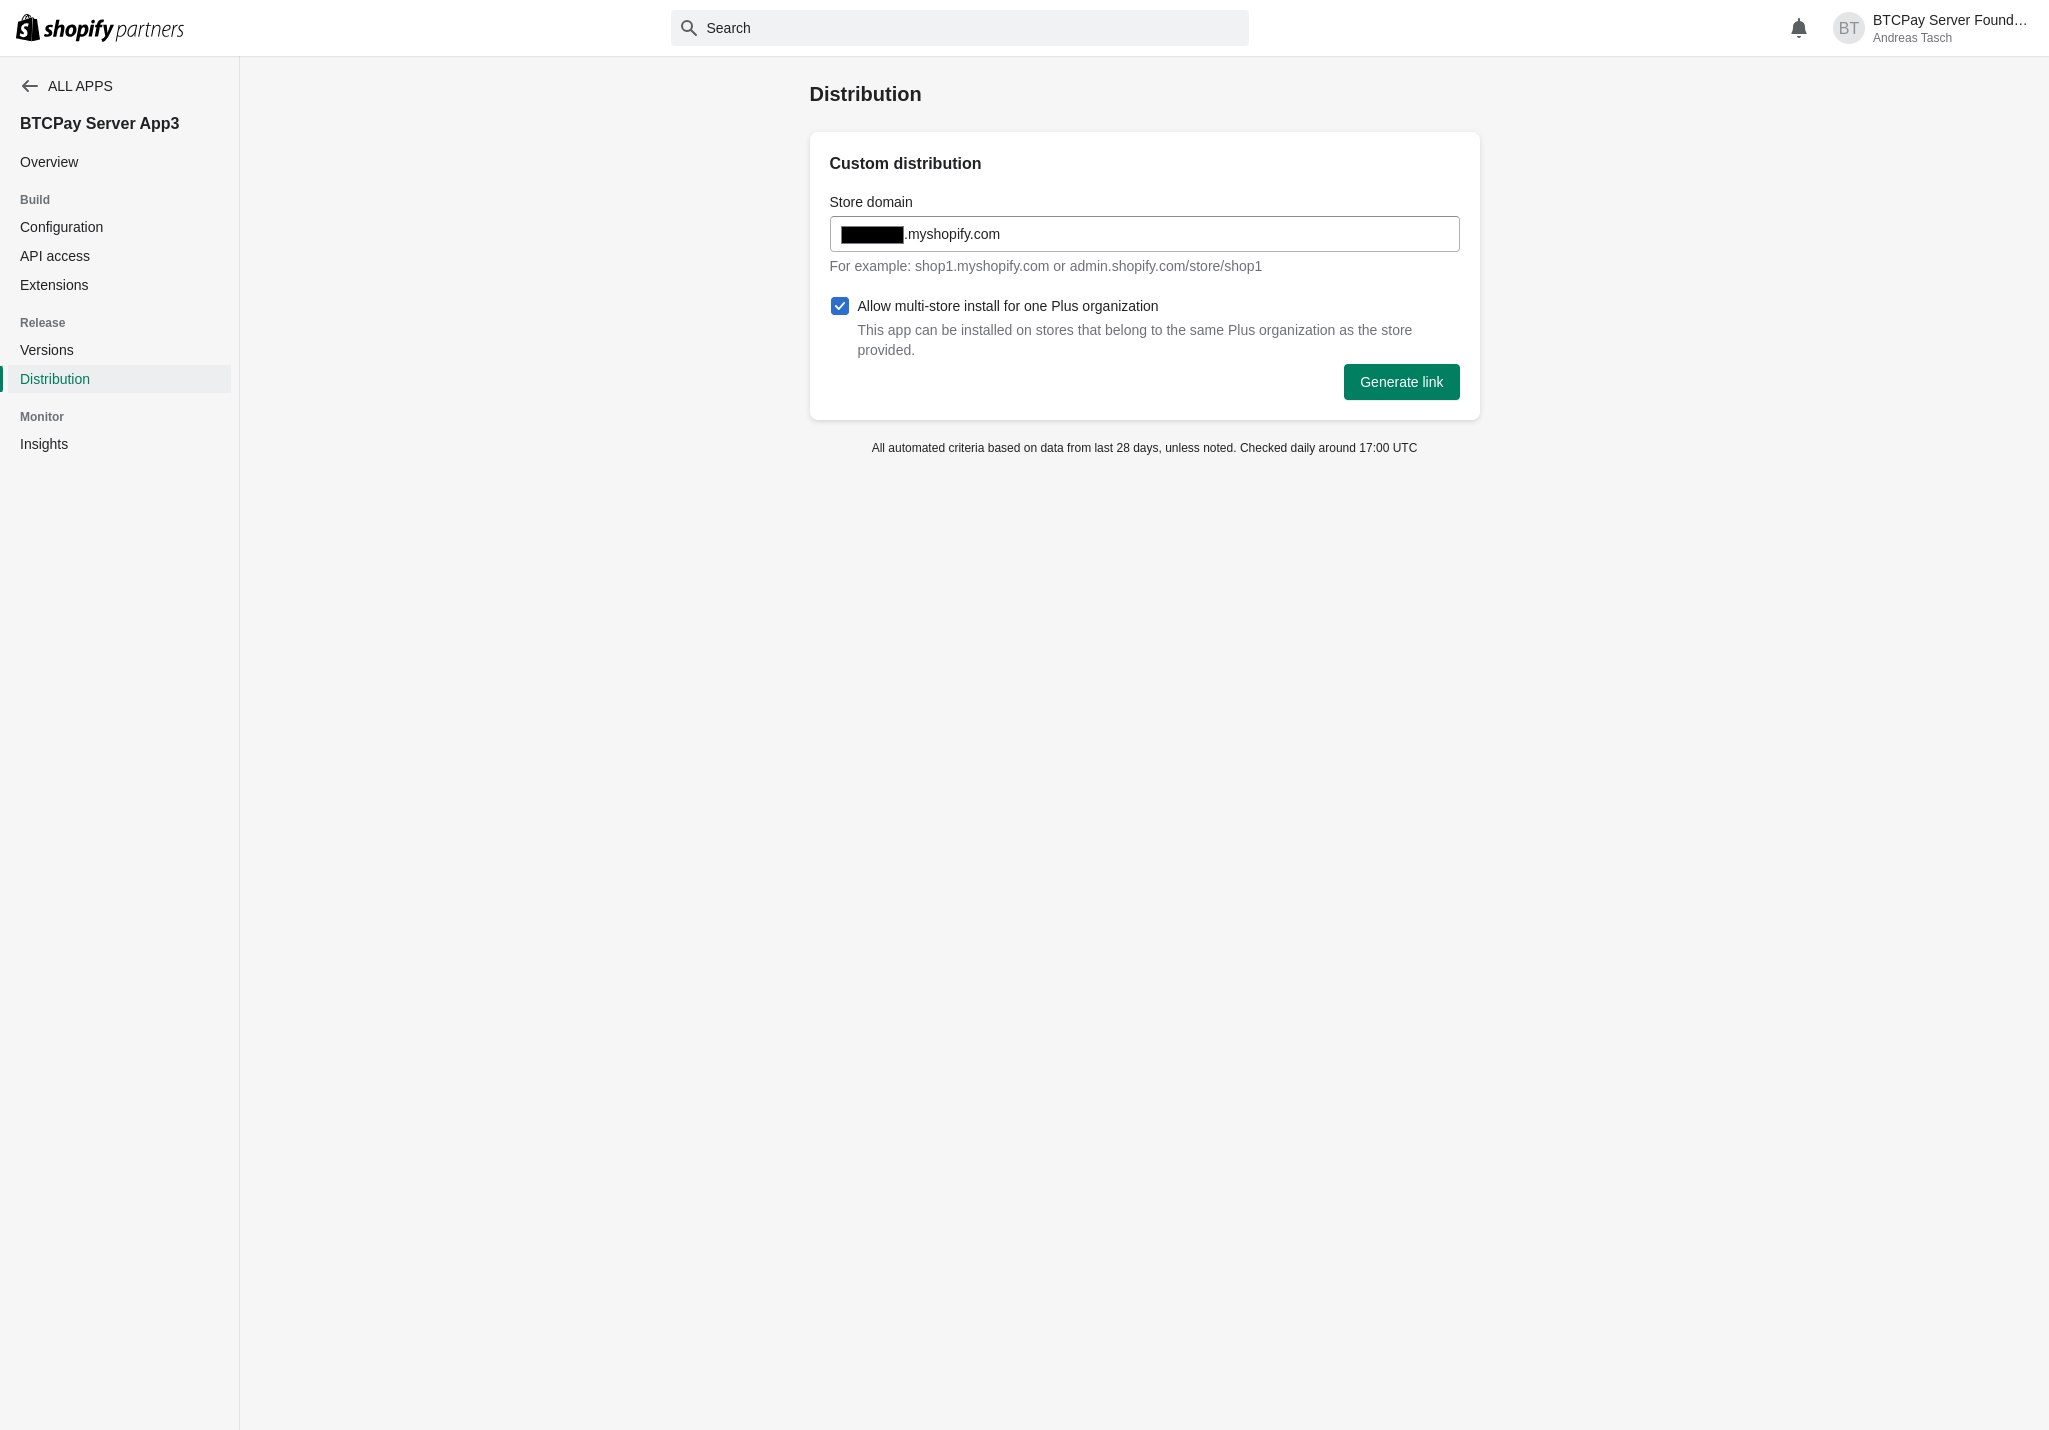 shopify partners
Search
BT
BTCPay Server Found…
Andreas Tasch
ALL APPS
BTCPay Server App3
Overview
Build
Configuration
API access
Extensions
Release
Versions
Distribution
Monitor
Insights
Distribution
Custom distribution
Store domain
.myshopify.com
For example: shop1.myshopify.com or admin.shopify.com/store/shop1
Allow multi-store install for one Plus organization
This app can be installed on stores that belong to the same Plus organization as the store
provided.
Generate link
All automated criteria based on data from last 28 days, unless noted. Checked daily around 17:00 UTC